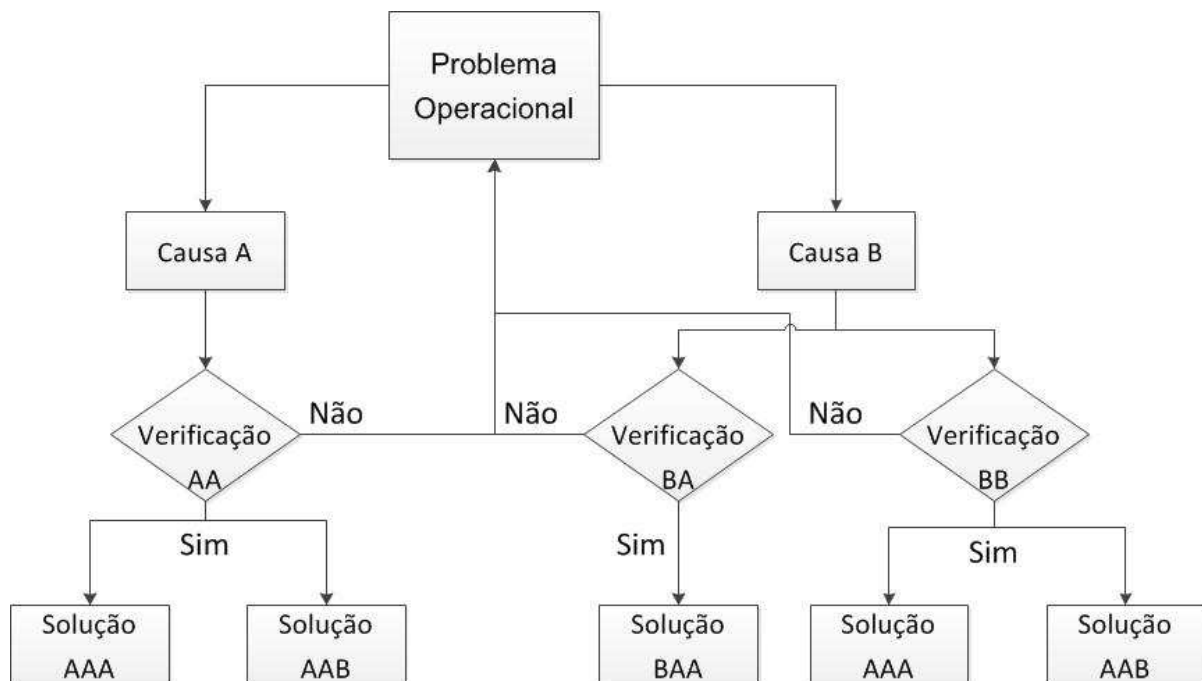 Problema
Operacional
Causa A
Causa B
Não
Não
Não
Verificação
AA
Verificação
BA
Verificação
BB
Sim
Sim
Sim
Solução
AAA
Solução
AAB
Solução
BAA
Solução
AAA
Solução
AAB